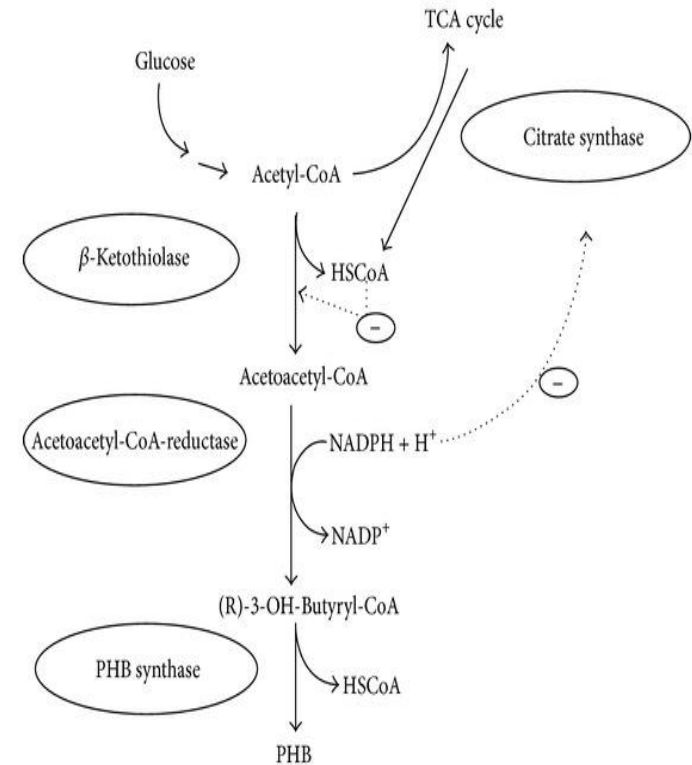 TCA cycle
Glucose
Citrate synthase
Acetyl-CoA
β-Ketothiolase
HSCoA
−
Acetoacetyl-CoA
−
Acetoacetyl-CoA-reductase
NADPH + H⁺
NADP⁺
(R)-3-OH-Butyryl-CoA
PHB synthase
HSCoA
PHB